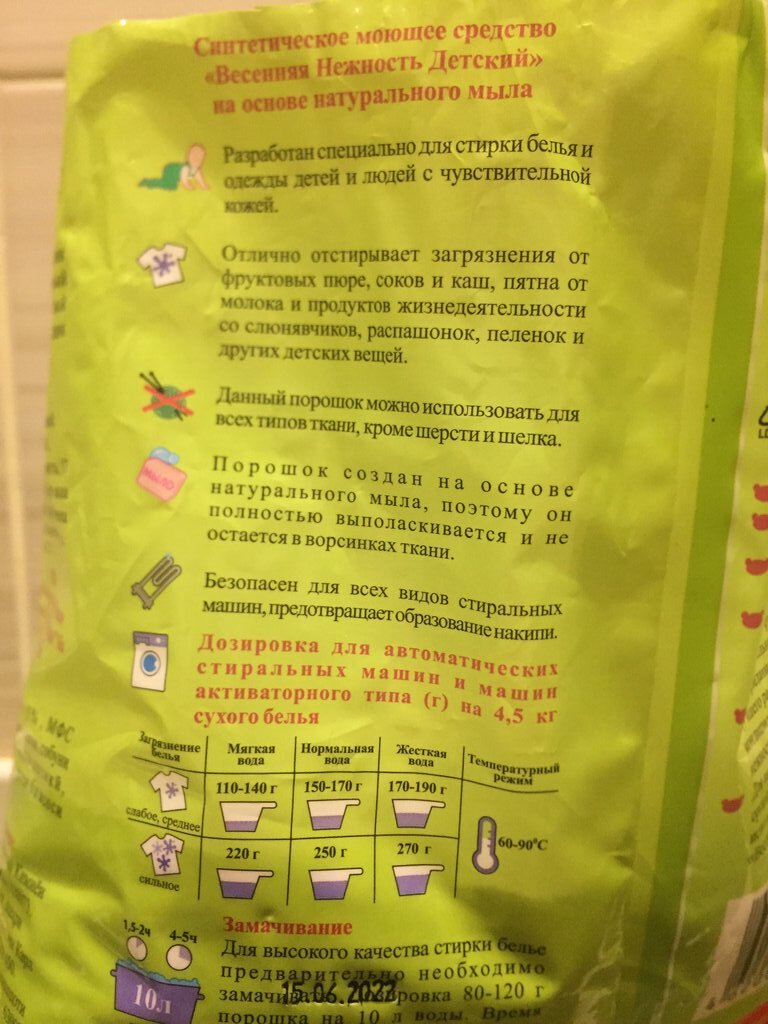 Синтетическое моющее средство
«Весенняя Нежность Детский»
на основе натурального мыла
Разработан специально для стирки белья и
одежды детей и людей с чувствительной
кожей.
Отлично отстирывает загрязнения от
фруктовых пюре, соков и каш, пятна от
молока и продуктов жизнедеятельности
со слюнявчиков, распашонок, пеленок и
других детских вещей.
Данный порошок можно использовать для
всех типов ткани, кроме шерсти и шелка.
мыло
Порошок создан на основе
натурального мыла, поэтому он
полностью выполаскивается и не
остается в ворсинках ткани.
Безопасен для всех видов стиральных
машин, предотвращает образование накипи.
Дозировка для автоматических
стиральных машин и машин
активаторного типа (г) на 4,5 кг
сухого белья
Загрязнение белья Мягкая вода Нормальная вода Жесткая вода Температурный режим
слабое, среднее 110-140 г 150-170 г 170-190 г
60-90°С
сильное 220 г 250 г 270 г
1,5-2ч 4-5ч
10л
Замачивание
Для высокого качества стирки белье
предварительно необходимо
замачивать. Дозировка 80-120 г
15.06.2022
порошка на 10 л воды. Время